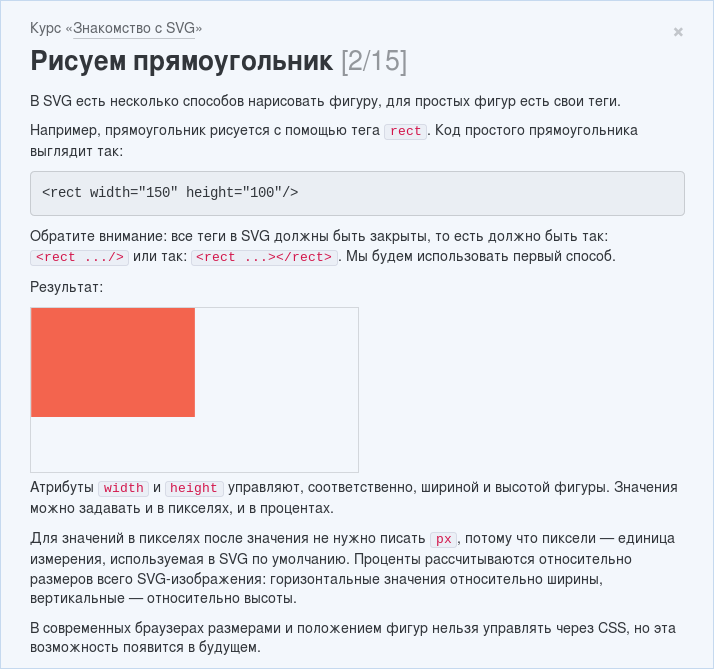 Курс «Знакомство с SVG»
×
Рисуем прямоугольник [2/15]
В SVG есть несколько способов нарисовать фигуру, для простых фигур есть свои теги.
Например, прямоугольник рисуется с помощью тега rect. Код простого прямоугольника
выглядит так:
<rect width="150" height="100"/>
Обратите внимание: все теги в SVG должны быть закрыты, то есть должно быть так:
<rect .../> или так: <rect ...></rect>. Мы будем использовать первый способ.
Результат:
Атрибуты width и height управляют, соответственно, шириной и высотой фигуры. Значения
можно задавать и в пикселях, и в процентах.
Для значений в пикселях после значения не нужно писать px, потому что пиксели — единица
измерения, используемая в SVG по умолчанию. Проценты рассчитываются относительно
размеров всего SVG-изображения: горизонтальные значения относительно ширины,
вертикальные — относительно высоты.
В современных браузерах размерами и положением фигур нельзя управлять через CSS, но эта
возможность появится в будущем.